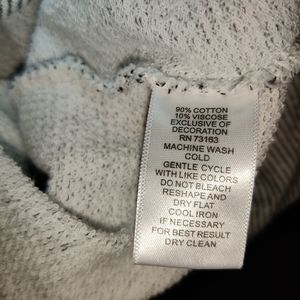 90% COTTON
10% VISCOSE
EXCLUSIVE OF
DECORATION
RN 73163
MACHINE WASH
COLD
GENTLE CYCLE
WITH LIKE COLORS
DO NOT BLEACH
RESHAPE AND
DRY FLAT
COOL IRON
IF NECESSARY
FOR BEST RESULT
DRY CLEAN